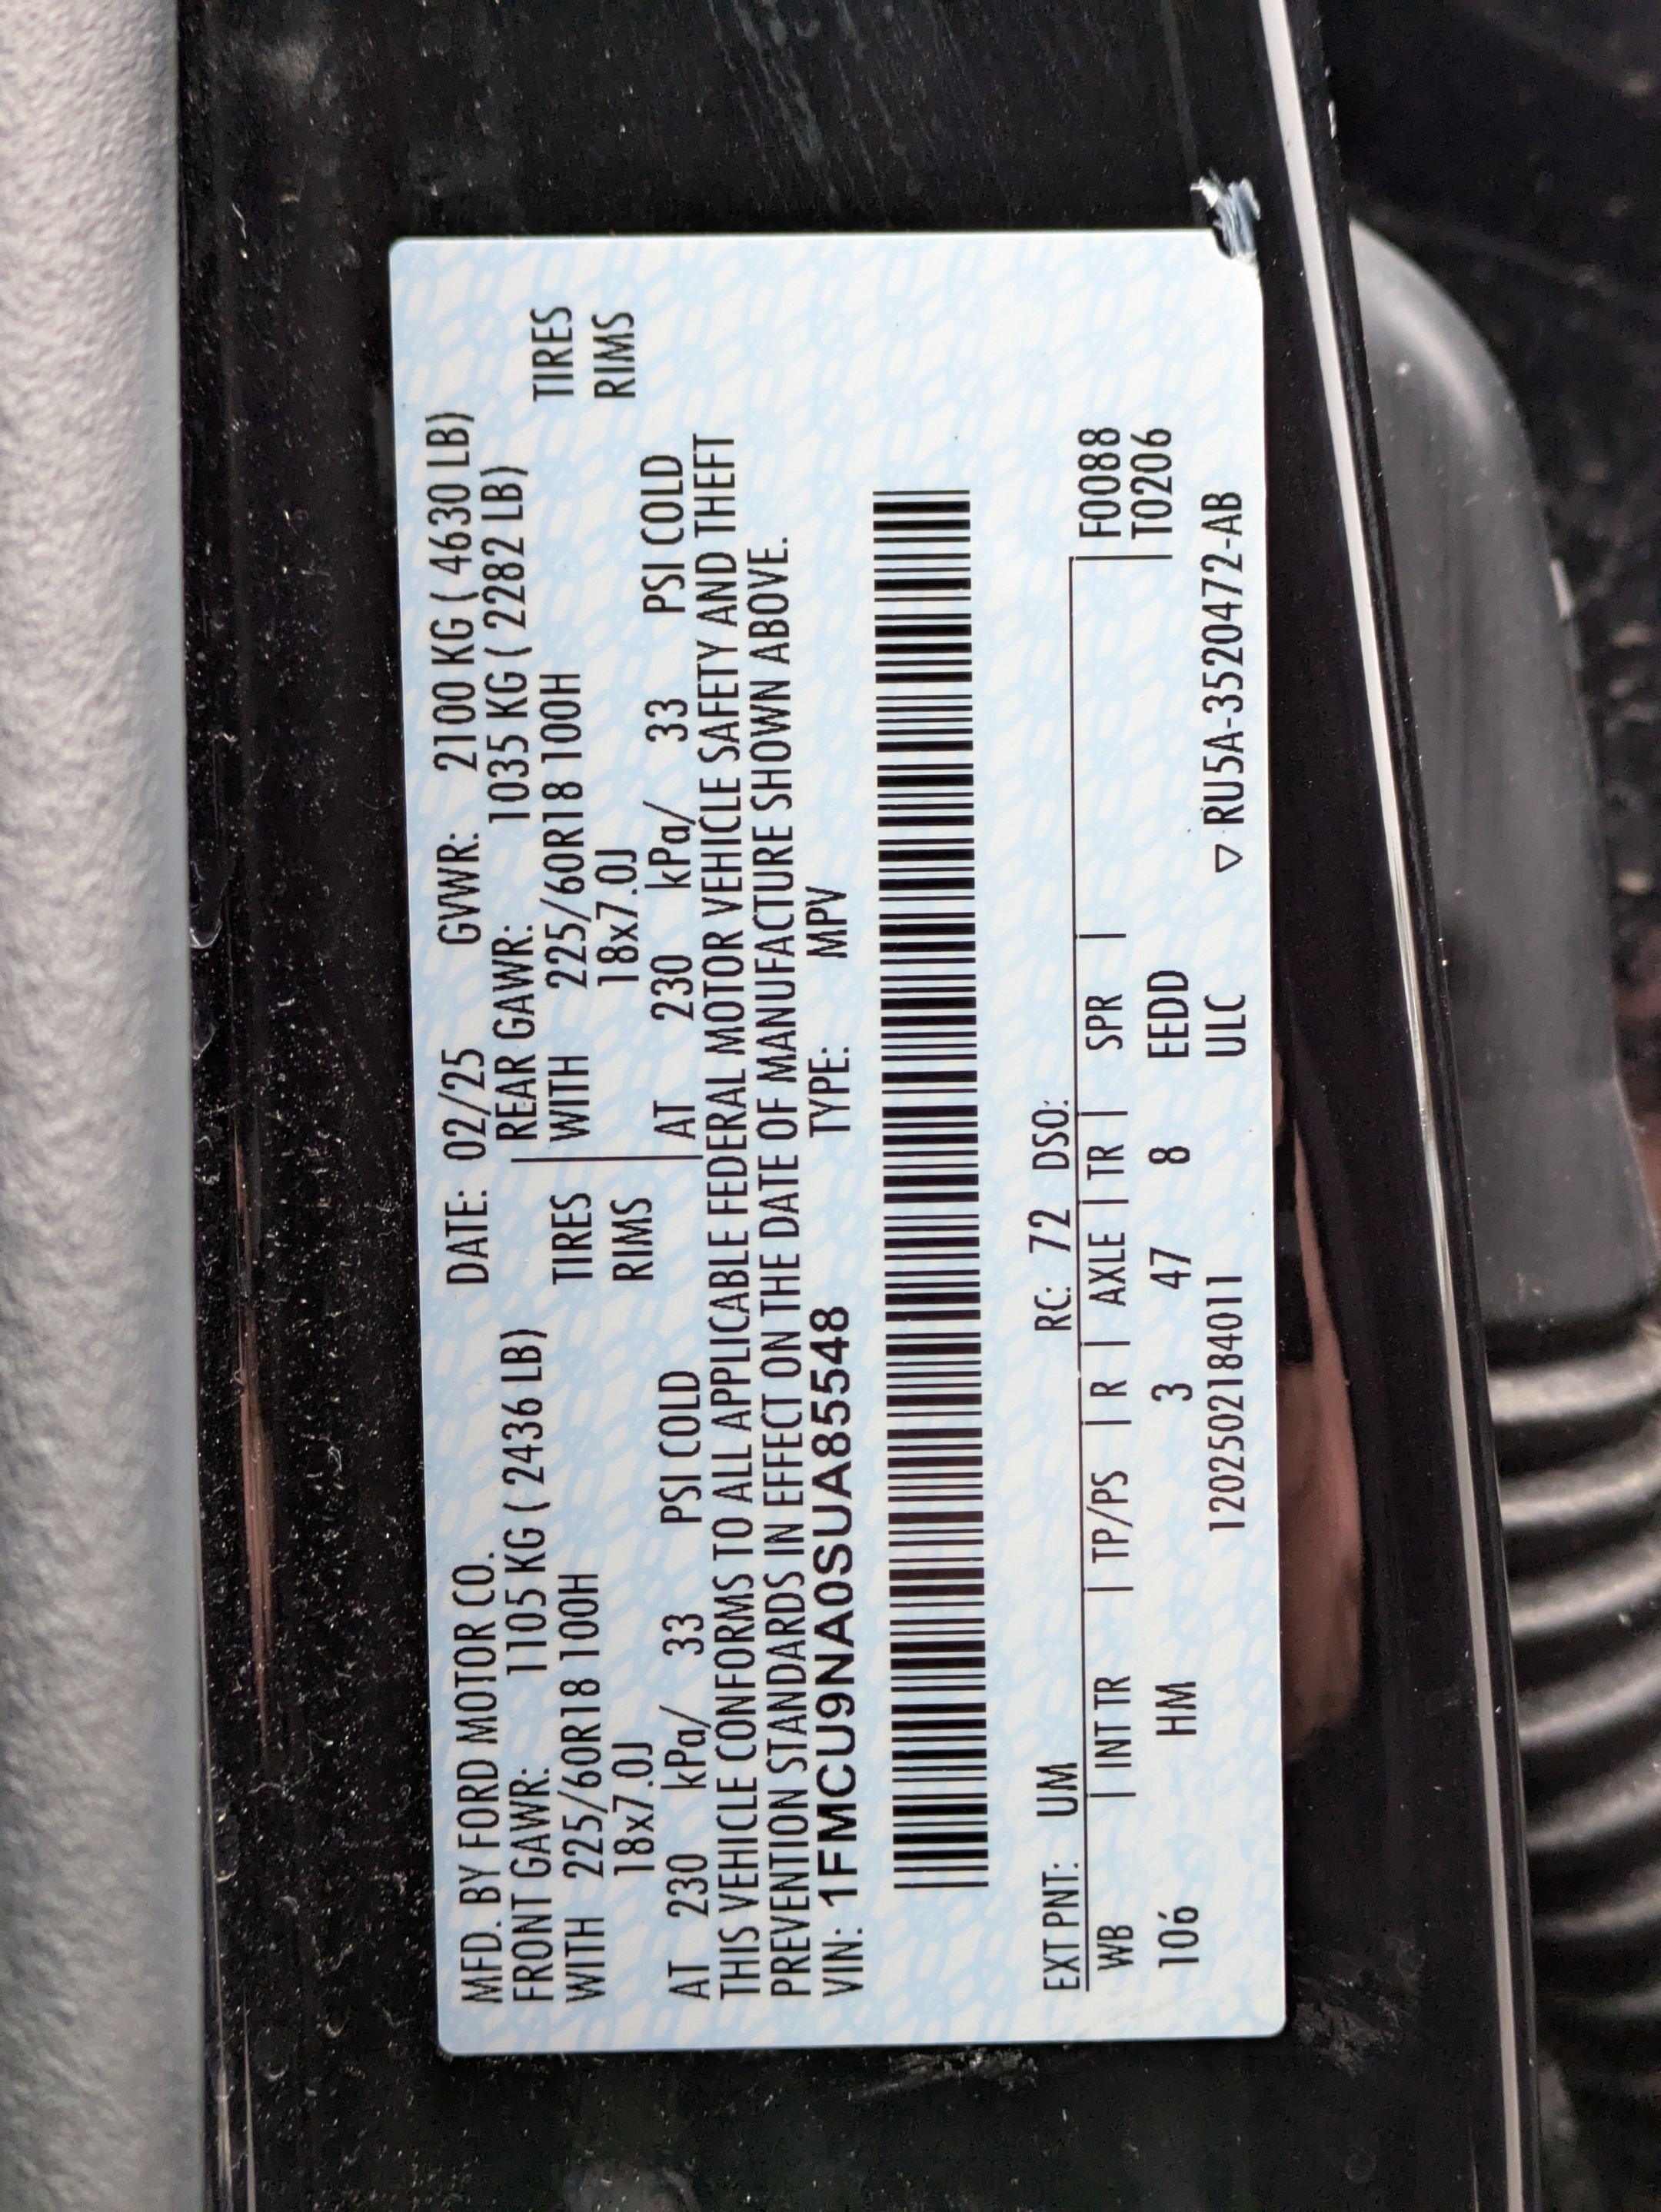 MFD. BY FORD MOTOR CO. DATE: 02/25 GVWR: 2100 KG ( 4630 LB)
FRONT GAWR: 1105 KG ( 2436 LB) REAR GAWR: 1035 KG ( 2282 LB)
WITH 225/60R18 100H TIRES WITH 225/60R18 100H TIRES
18x7.0J RIMS 18x7.0J RIMS
AT 230 kPa/ 33 PSI COLD AT 230 kPa/ 33 PSI COLD
THIS VEHICLE CONFORMS TO ALL APPLICABLE FEDERAL MOTOR VEHICLE SAFETY AND THEFT
PREVENTION STANDARDS IN EFFECT ON THE DATE OF MANUFACTURE SHOWN ABOVE.
VIN: 1FMCU9NA0SUA85548 TYPE: MPV
EXT PNT: UM RC: 72 DSO:
WB | INT TR | TP/PS | R | AXLE | TR | SPR | F0088
106 HM 3 47 8 EEDD T0206
120250218401​1 ULC ▽ RU5A-3520472-AB